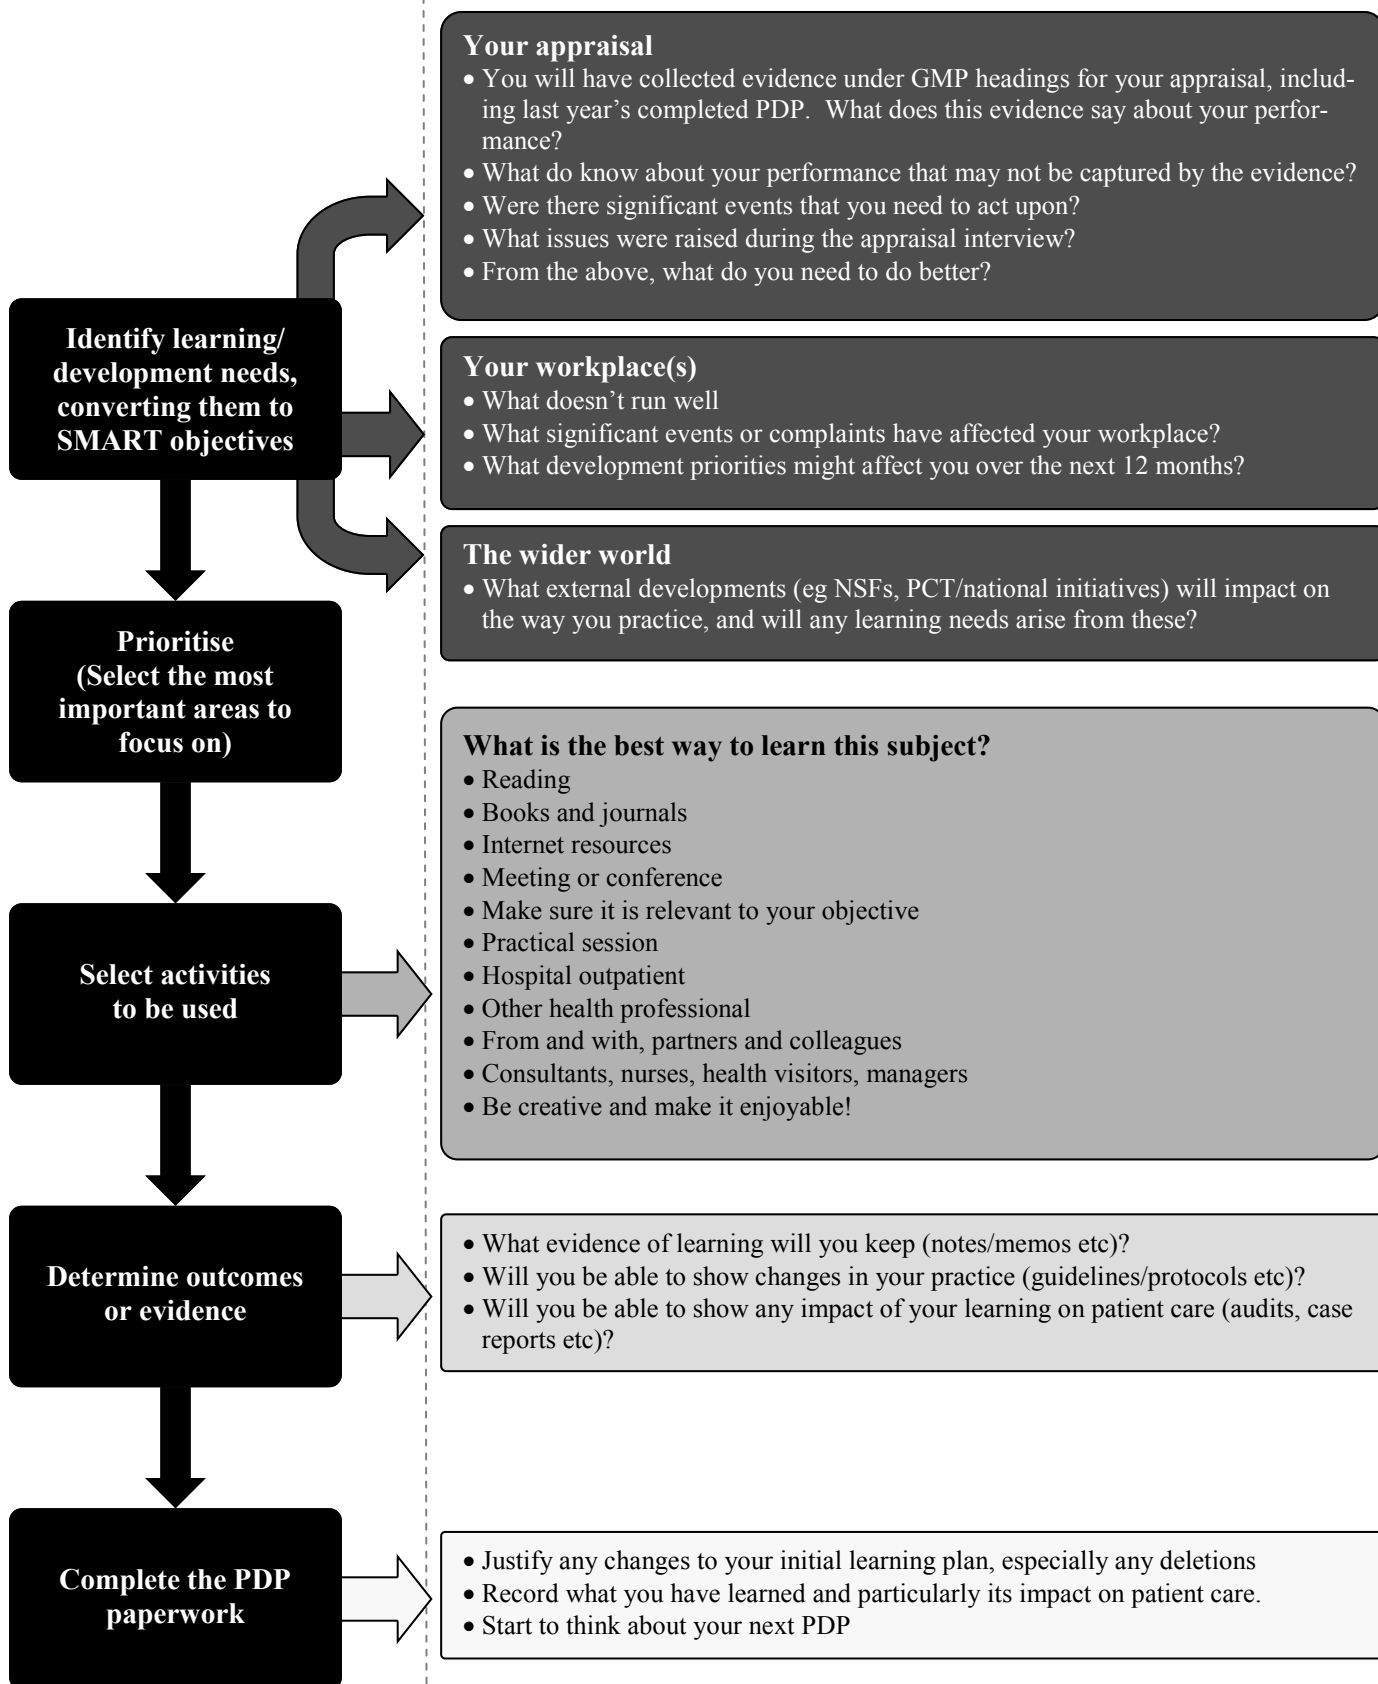 Your appraisal
• You will have collected evidence under GMP headings for your appraisal, includ-
ing last year’s completed PDP.  What does this evidence say about your perfor-
mance?
• What do know about your performance that may not be captured by the evidence?
• Were there significant events that you need to act upon?
• What issues were raised during the appraisal interview?
• From the above, what do you need to do better?
Identify learning/
development needs,
converting them to
SMART objectives
Your workplace(s)
• What doesn’t run well
• What significant events or complaints have affected your workplace?
• What development priorities might affect you over the next 12 months?
The wider world
• What external developments (eg NSFs, PCT/national initiatives) will impact on
the way you practice, and will any learning needs arise from these?
Prioritise
(Select the most
important areas to
focus on)
What is the best way to learn this subject?
• Reading
• Books and journals
• Internet resources
• Meeting or conference
• Make sure it is relevant to your objective
• Practical session
• Hospital outpatient
• Other health professional
• From and with, partners and colleagues
• Consultants, nurses, health visitors, managers
• Be creative and make it enjoyable!
Select activities
to be used
Determine outcomes
or evidence
• What evidence of learning will you keep (notes/memos etc)?
• Will you be able to show changes in your practice (guidelines/protocols etc)?
• Will you be able to show any impact of your learning on patient care (audits, case
reports etc)?
Complete the PDP
paperwork
• Justify any changes to your initial learning plan, especially any deletions
• Record what you have learned and particularly its impact on patient care.
• Start to think about your next PDP